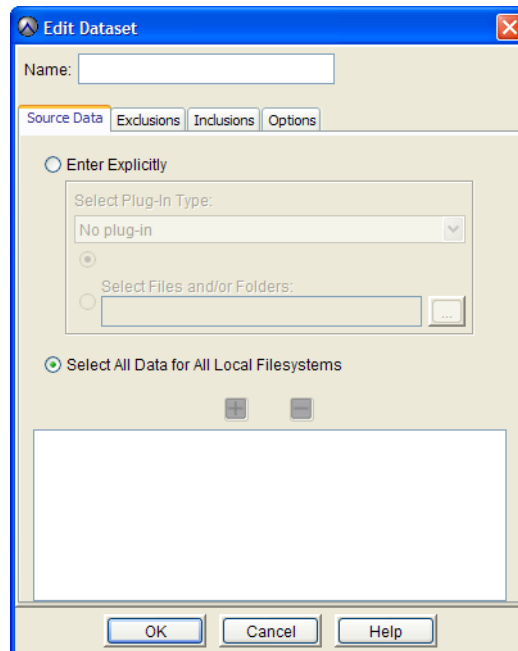 Edit Dataset
Name:
Source Data Exclusions Inclusions Options
Enter Explicitly
Select Plug-In Type:
No plug-in
Select Files and/or Folders:
...
Select All Data for All Local Filesystems
OK Cancel Help